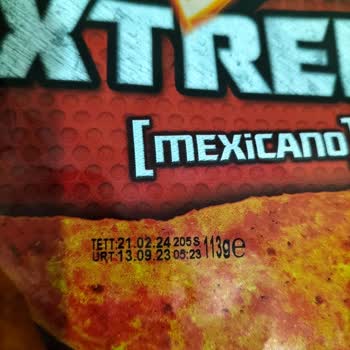 XTRE
[MEXiCANO]
TETT:21.02.24 205 S 113g℮
URT:13.09.23 05:23